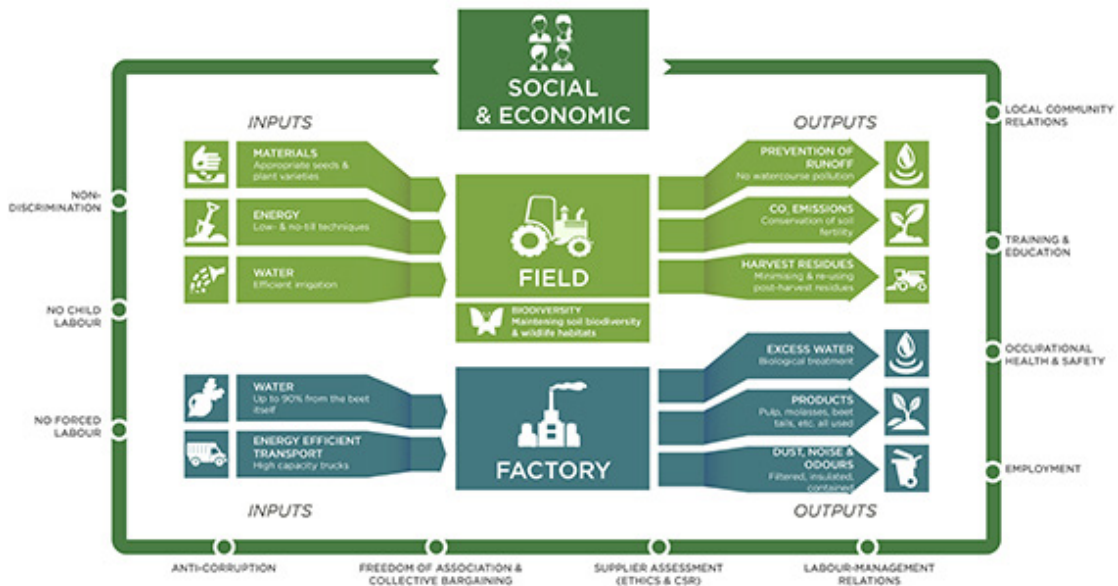 SOCIAL
& ECONOMIC
INPUTS
OUTPUTS
MATERIALS
Appropriate seeds &
plant varieties
ENERGY
Low- & no-till techniques
WATER
Efficient irrigation
FIELD
BIODIVERSITY
Maintening soil biodiversity
& wildlife habitats
PREVENTION OF
RUNOFF
No watercourse pollution
CO₂ EMISSIONS
Conservation of soil
fertility
HARVEST RESIDUES
Minimising & re-using
post-harvest residues
WATER
Up to 90% from the beet
itself
ENERGY EFFICIENT
TRANSPORT
High capacity trucks
FACTORY
EXCESS WATER
Biological treatment
PRODUCTS
Pulp, molasses, beet
tails, etc. all used
DUST, NOISE &
ODOURS
Filtered, insulated,
contained
INPUTS
OUTPUTS
NON-
DISCRIMINATION
NO CHILD
LABOUR
NO FORCED
LABOUR
LOCAL COMMUNITY
RELATIONS
TRAINING &
EDUCATION
OCCUPATIONAL
HEALTH & SAFETY
EMPLOYMENT
ANTI-CORRUPTION
FREEDOM OF ASSOCIATION &
COLLECTIVE BARGAINING
SUPPLIER ASSESSMENT
(ETHICS & CSR)
LABOUR-MANAGEMENT
RELATIONS